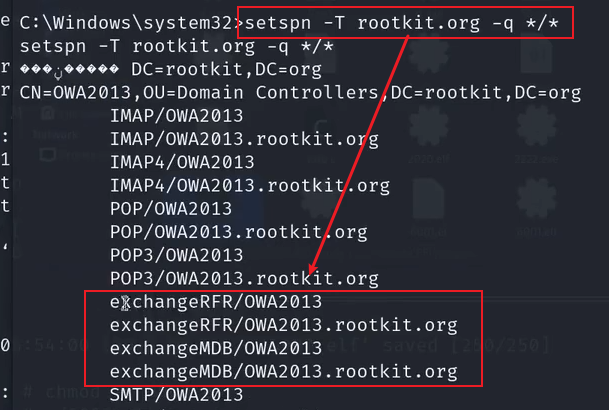 C:\Windows\system32>setspn -T rootkit.org -q */*
setspn -T rootkit.org -q */*
DC=rootkit,DC=org
CN=OWA2013,OU=Domain Controllers,DC=rootkit,DC=org
IMAP/OWA2013
IMAP/OWA2013.rootkit.org
IMAP4/OWA2013
IMAP4/OWA2013.rootkit.org
POP/OWA2013
POP/OWA2013.rootkit.org
POP3/OWA2013
POP3/OWA2013.rootkit.org
exchangeRFR/OWA2013
exchangeRFR/OWA2013.rootkit.org
exchangeMDB/OWA2013
exchangeMDB/OWA2013.rootkit.org
SMTP/OWA2013